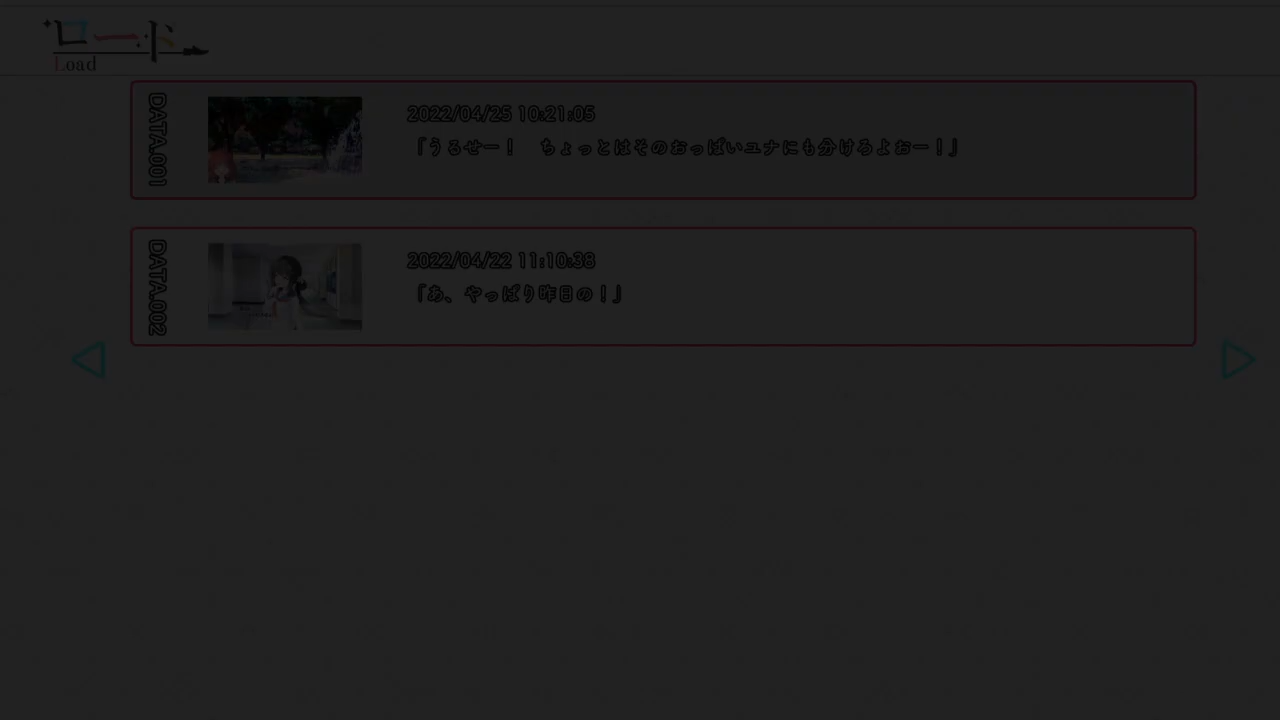 ロード
Load
DATA.001
2022/04/25 10:21:05
「うるせー！　ちょっとはそのおっぱいユナにも分けろよおー！」
DATA.002
2022/04/22 11:10:38
「あ、やっぱり昨日の！」